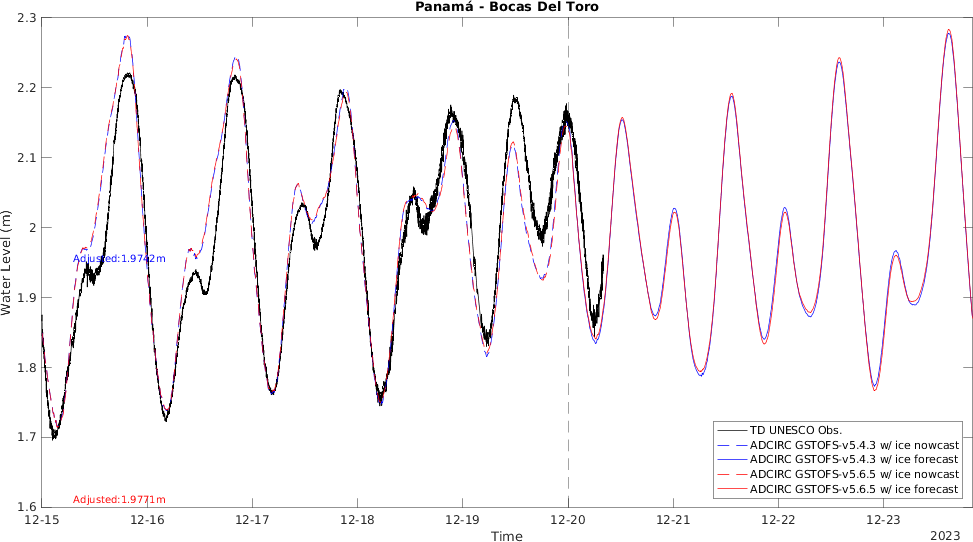 Panamá - Bocas Del Toro
2.3
2.2
2.1
2
1.9
1.8
1.7
1.6
Water Level (m)
Adjusted:1.9742m
Adjusted:1.9771m
TD UNESCO Obs.
ADCIRC GSTOFS-v5.4.3 w/ ice nowcast
ADCIRC GSTOFS-v5.4.3 w/ ice forecast
ADCIRC GSTOFS-v5.6.5 w/ ice nowcast
ADCIRC GSTOFS-v5.6.5 w/ ice forecast
12-15 12-16 12-17 12-18 12-19 12-20 12-21 12-22 12-23
Time
2023